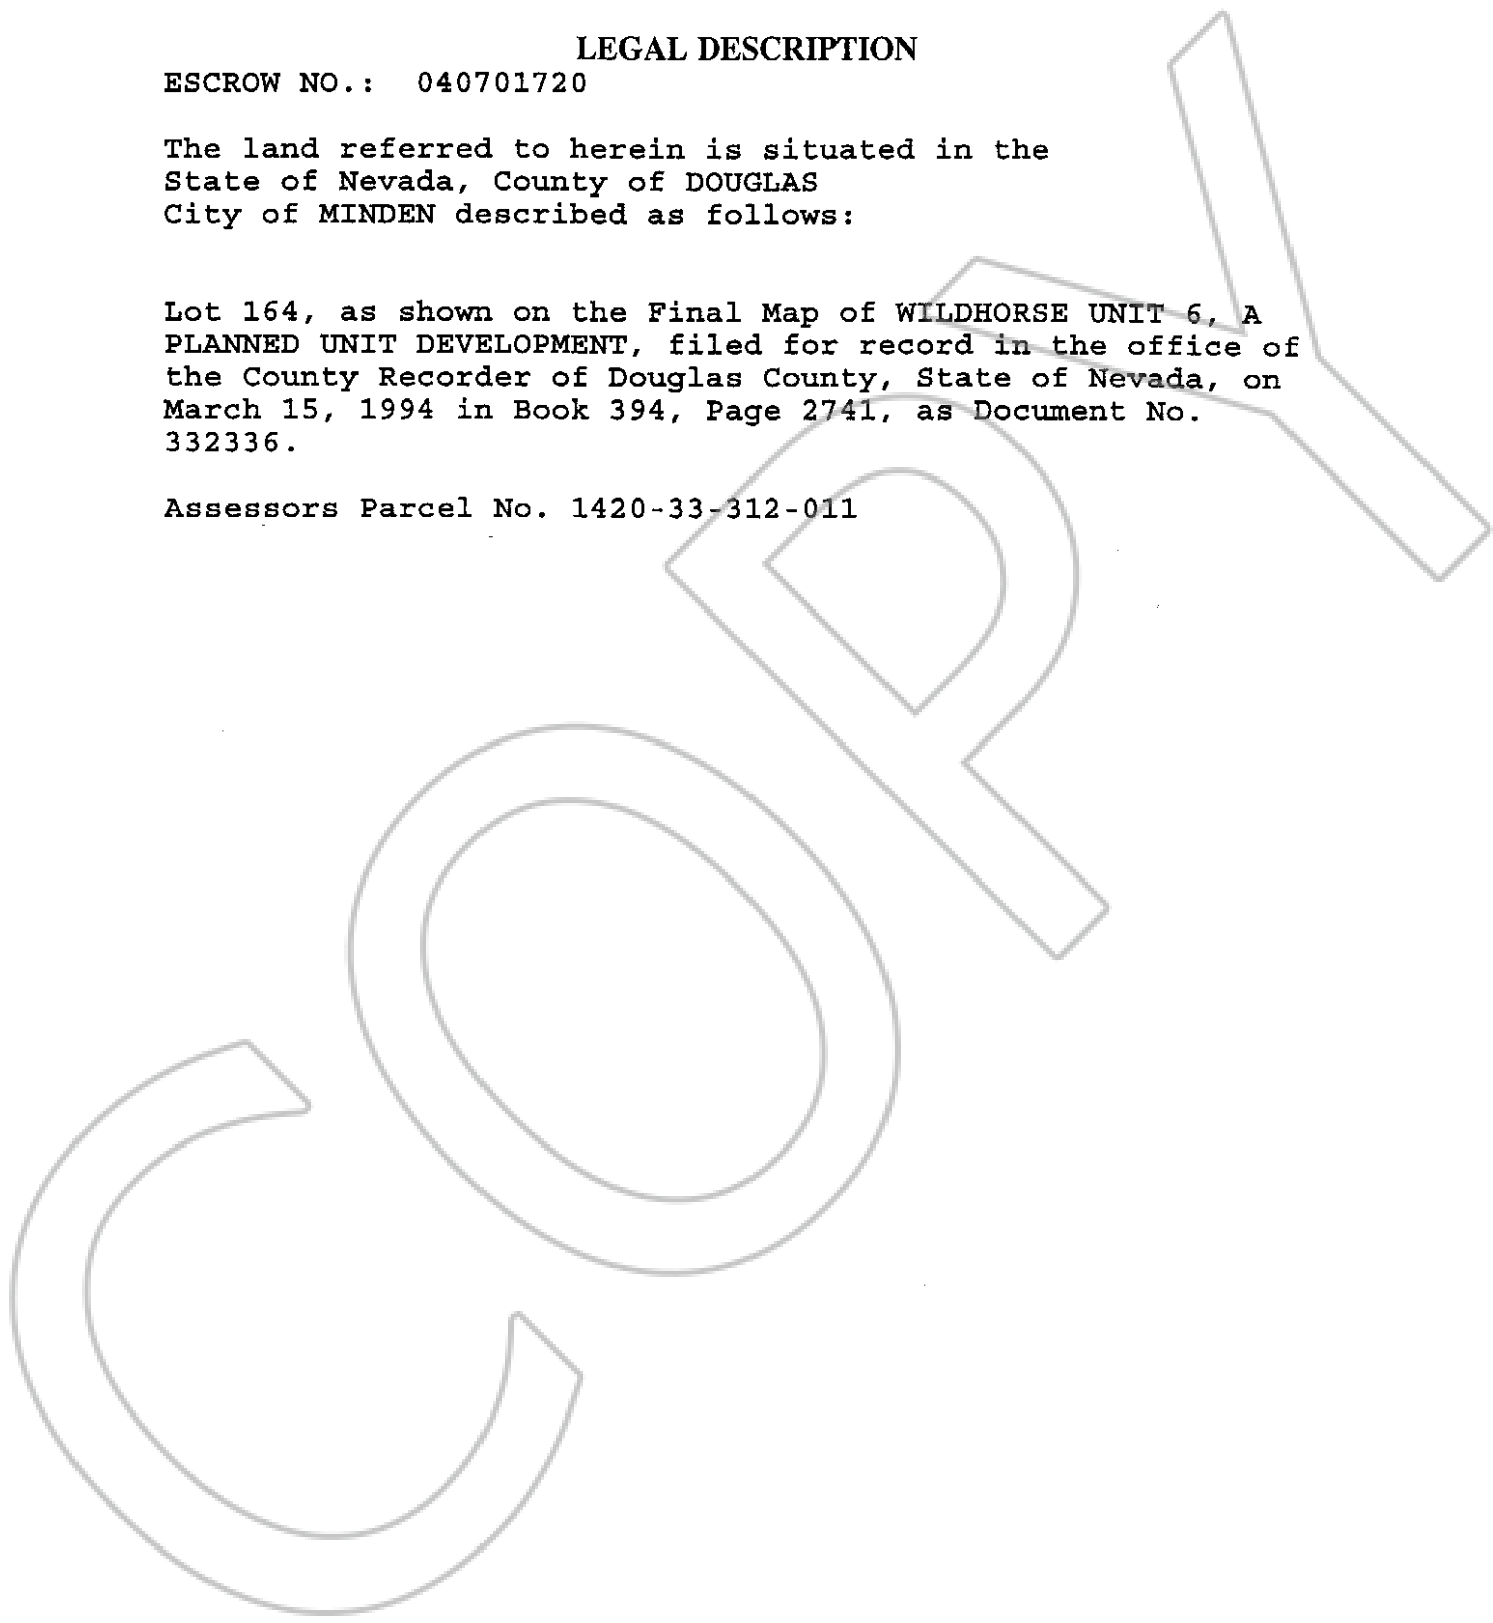 LEGAL DESCRIPTION
ESCROW NO.: 040701720
The land referred to herein is situated in the
State of Nevada, County of DOUGLAS
City of MINDEN described as follows:
Lot 164, as shown on the Final Map of WILDHORSE UNIT 6, A
PLANNED UNIT DEVELOPMENT, filed for record in the office of
the County Recorder of Douglas County, State of Nevada, on
March 15, 1994 in Book 394, Page 2741, as Document No.
332336.
Assessors Parcel No. 1420-33-312-011
COPY